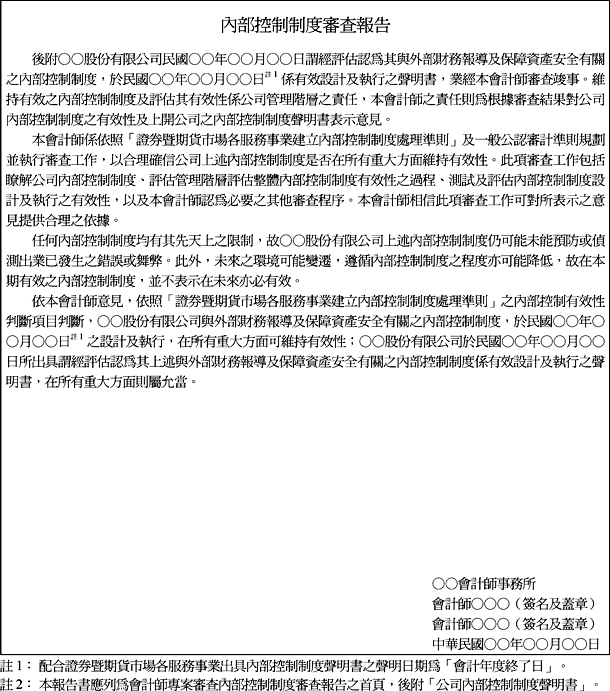 內部控制制度審查報告
後附○○股份有限公司民國○○年○○月○○日謂經評估認為其與外部財務報導及保障資產安全有關
之內部控制制度，於民國○○年○○月○○日註1係有效設計及執行之聲明書，業經本會計師審查竣事。維
持有效之內部控制制度及評估其有效性係公司管理階層之責任，本會計師之責任則為根據審查結果對公司
內部控制制度之有效性及上開公司之內部控制制度聲明書表示意見。
本會計師係依照「證券暨期貨市場各服務事業建立內部控制制度處理準則」及一般公認審計準則規劃
並執行審查工作，以合理確信公司上述內部控制制度是否在所有重大方面維持有效性。此項審查工作包括
瞭解公司內部控制制度、評估管理階層評估整體內部控制制度有效性之過程、測試及評估內部控制制度設
計及執行之有效性，以及本會計師認為必要之其他審查程序。本會計師相信此項審查工作可對所表示之意
見提供合理之依據。
任何內部控制制度均有其先天上之限制，故○○股份有限公司上述內部控制制度仍可能未能預防或偵
測出業已發生之錯誤或舞弊。此外，未來之環境可能變遷，遵循內部控制制度之程度亦可能降低，故在本
期有效之內部控制制度，並不表示在未來亦必有效。
依本會計師意見，依照「證券暨期貨市場各服務事業建立內部控制制度處理準則」之內部控制有效性
判斷項目判斷，○○股份有限公司與外部財務報導及保障資產安全有關之內部控制制度，於民國○○年○
○月○○日註1之設計及執行，在所有重大方面可維持有效性；○○股份有限公司於民國○○年○○月○○
日所出具謂經評估認為其上述與外部財務報導及保障資產安全有關之內部控制制度係有效設計及執行之聲
明書，在所有重大方面則屬允當。
○○會計師事務所
會計師○○○（簽名及蓋章）
會計師○○○（簽名及蓋章）
中華民國○○年○○月○○日
註1：配合證券暨期貨市場各服務事業出具內部控制制度聲明書之聲明日期為「會計年度終了日」。
註2：本報告書應列為會計師專案審查內部控制制度審查報告之首頁，後附「公司內部控制制度聲明書」。